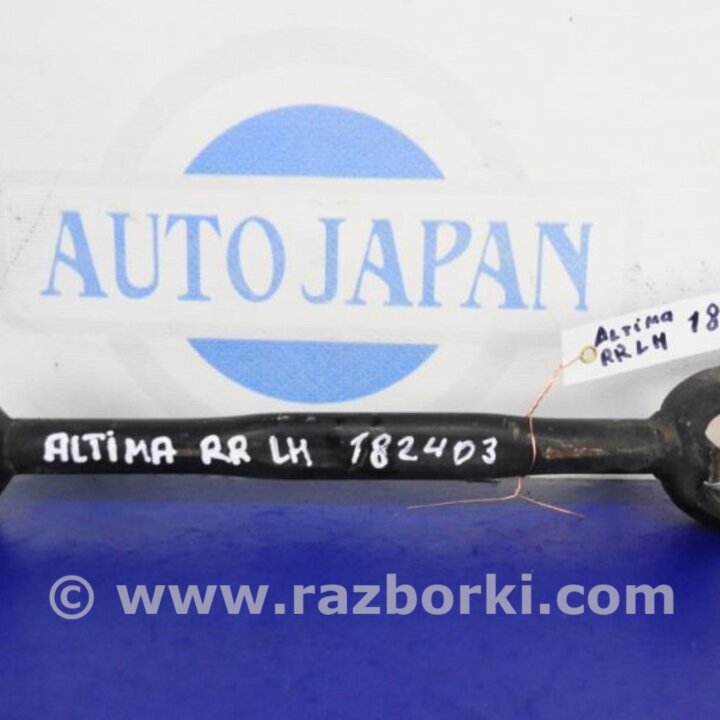 AUTO JAPAN
ALTIMA 18
RR LH
ALTIMA RR LH 182403
© www.razborki.com